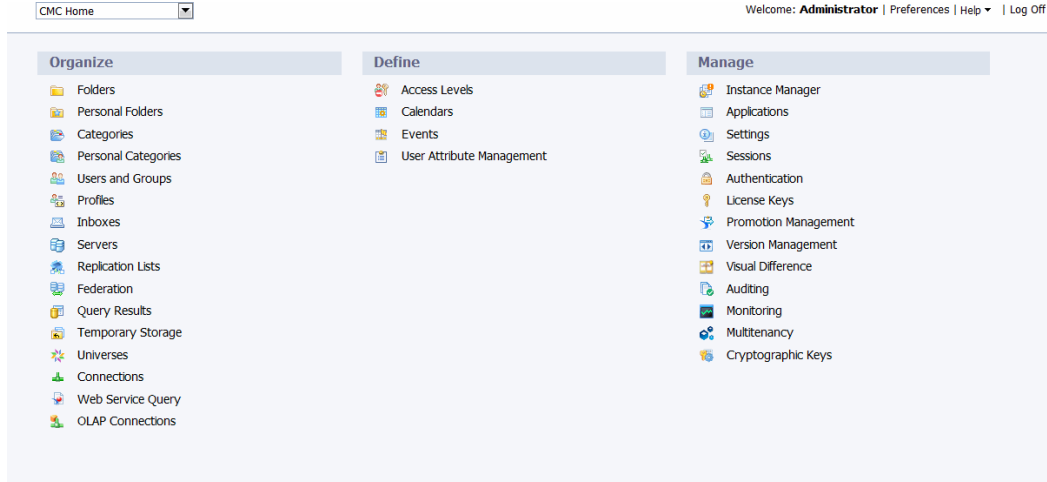 CMC Home
Welcome: Administrator | Preferences | Help | Log Off
Organize
Folders
Personal Folders
Categories
Personal Categories
Users and Groups
Profiles
Inboxes
Servers
Replication Lists
Federation
Query Results
Temporary Storage
Universes
Connections
Web Service Query
OLAP Connections
Define
Access Levels
Calendars
Events
User Attribute Management
Manage
Instance Manager
Applications
Settings
Sessions
Authentication
License Keys
Promotion Management
Version Management
Visual Difference
Auditing
Monitoring
Multitenancy
Cryptographic Keys